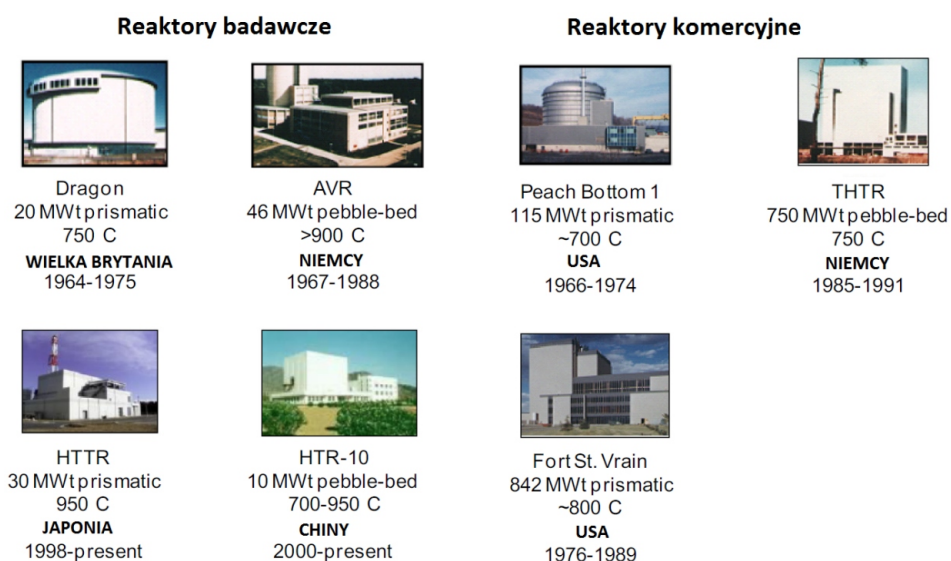 Reaktory badawcze
Reaktory komercyjne
Dragon
20 MWt prismatic
750 C
WIELKA BRYTANIA
1964-1975
AVR
46 MWt pebble-bed
>900 C
NIEMCY
1967-1988
Peach Bottom 1
115 MWt prismatic
~700 C
USA
1966-1974
THTR
750 MWt pebble-bed
750 C
NIEMCY
1985-1991
HTTR
30 MWt prismatic
950 C
JAPONIA
1998-present
HTR-10
10 MWt pebble-bed
700-950 C
CHINY
2000-present
Fort St. Vrain
842 MWt prismatic
~800 C
USA
1976-1989